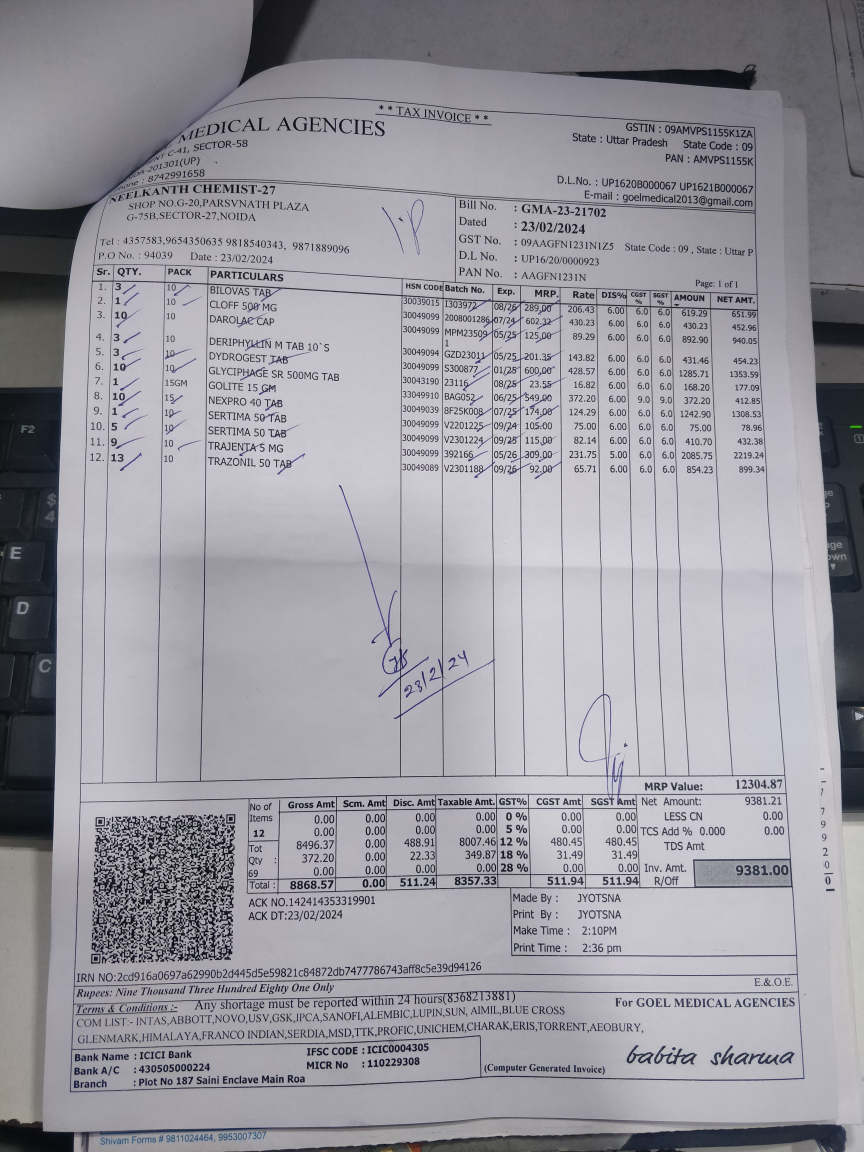 * * TAX INVOICE * *
MEDICAL AGENCIES
C-41, SECTOR-58
201301(UP)
: 8742991658
GSTIN : 09AMVPS1155K1ZA
State : Uttar Pradesh State Code : 09
PAN : AMVPS1155K
D.L.No. : UP1620B000067 UP1621B000067
E-mail : goelmedical2013@gmail.com
NEELKANTH CHEMIST-27
SHOP NO.G-20,PARSVNATH PLAZA
G-75B,SECTOR-27,NOIDA
Tel : 4357583,9654350635 9818540343, 9871889096
P.O No. : 94039 Date : 23/02/2024
Bill No. : GMA-23-21702
Dated : 23/02/2024
GST No. : 09AAGFN1231N1Z5 State Code : 09 , State : Uttar P
D.L No. : UP16/20/0000923
PAN No. : AAGFN1231N
Page: 1 of 1
Sr. QTY. PACK PARTICULARS HSN CODE Batch No. Exp. MRP. Rate DIS% CGST % SGST % AMOUN T NET AMT.
1. 3 10 BILOVAS TAB 30039015 1303972 08/26 289.00 206.43 6.00 6.0 6.0 619.29 651.99
2. 1 10 CLOFF 500 MG 30049099 2008001286 07/24 602.32 430.23 6.00 6.0 6.0 430.23 452.96
3. 10 10 DAROLAC CAP 30049099 MPM23509 1 05/25 125.00 89.29 6.00 6.0 6.0 892.90 940.05
4. 3 10 DERIPHYLLIN M TAB 10`S 30049094 GZD23011 05/25 201.35 143.82 6.00 6.0 6.0 431.46 454.23
5. 3 10 DYDROGEST TAB 30049099 S300877 01/25 600.00 428.57 6.00 6.0 6.0 1285.71 1353.59
6. 10 10 GLYCIPHAGE SR 500MG TAB 30043190 23116 08/25 23.55 16.82 6.00 6.0 6.0 168.20 177.09
7. 1 15GM GOLITE 15 GM 33049910 BAG052 06/25 549.00 372.20 6.00 9.0 9.0 372.20 412.85
8. 10 15 NEXPRO 40 TAB 30049039 8F25K008 07/25 174.00 124.29 6.00 6.0 6.0 1242.90 1308.53
9. 1 10 SERTIMA 50 TAB 30049099 V2201225 09/24 105.00 75.00 6.00 6.0 6.0 75.00 78.96
10. 5 10 SERTIMA 50 TAB 30049099 V2301224 09/25 115.00 82.14 6.00 6.0 6.0 410.70 432.38
11. 9 10 TRAJENTA 5 MG 30049099 392166 05/26 309.00 231.75 5.00 6.0 6.0 2085.75 2219.24
12. 13 10 TRAZONIL 50 TAB 30049089 V2301188 09/26 92.00 65.71 6.00 6.0 6.0 854.23 899.34
23/2/24
MRP Value: 12304.87
No of Items 12 Tot Qty : 69
Gross Amt Scm. Amt Disc. Amt Taxable Amt. GST% CGST Amt SGST Amt
0.00 0.00 0.00 0.00 0 % 0.00 0.00
0.00 0.00 0.00 0.00 5 % 0.00 0.00
8496.37 0.00 488.91 8007.46 12 % 480.45 480.45
372.20 0.00 22.33 349.87 18 % 31.49 31.49
0.00 0.00 0.00 0.00 28 % 0.00 0.00
Total : 8868.57 0.00 511.24 8357.33 511.94 511.94
Net Amount: 9381.21
LESS CN 0.00
TCS Add % 0.000 0.00
TDS Amt
Inv. Amt. R/Off 9381.00
ACK NO.142414353319901
ACK DT:23/02/2024
Made By : JYOTSNA
Print By : JYOTSNA
Make Time : 2:10PM
Print Time : 2:36 pm
IRN NO:2cd916a0697a62990b2d445d5e59821c84872db7477786743aff8c5e39d94126
Rupees: Nine Thousand Three Hundred Eighty One Only
E.&O.E.
Terms & Conditions :- Any shortage must be reported within 24 hours(8368213881)
COM LIST:- INTAS,ABBOTT,NOVO,USV,GSK,IPCA,SANOFI,ALEMBIC,LUPIN,SUN, AIMIL,BLUE CROSS
GLENMARK,HIMALAYA,FRANCO INDIAN,SERDIA,MSD,TTK,PROFIC,UNICHEM,CHARAK,ERIS,TORRENT,AEOBURY,
For GOEL MEDICAL AGENCIES
Bank Name : ICICI Bank IFSC CODE : ICIC0004305
Bank A/C : 430505000224 MICR No : 110229308
Branch : Plot No 187 Saini Enclave Main Roa
(Computer Generated Invoice)
babita sharma
Shivam Forms # 9811024464, 9953007307
F2
$
4
E
D
C